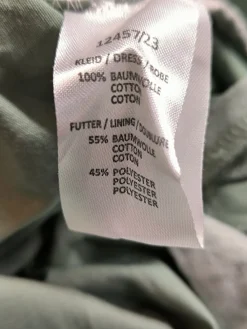 12457/23
KLEID / DRESS / ROBE
100% BAUMWOLLE
COTTON
COTON
FUTTER / LINING / DOUBLURE
55% BAUMWOLLE
COTTON
COTON
45% POLYESTER
POLYESTER
POLYESTER